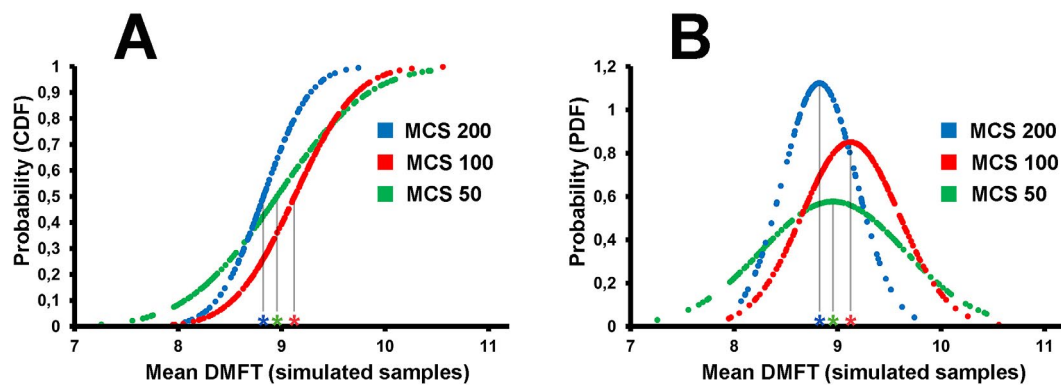 A
Probability (CDF)
1
0,9
0,8
0,7
0,6
0,5
0,4
0,3
0,2
0,1
0
MCS 200
MCS 100
MCS 50
* * *
7 8 9 10 11
Mean DMFT (simulated samples)
B
Probability (PDF)
1,2
1
0,8
0,6
0,4
0,2
0
MCS 200
MCS 100
MCS 50
* * *
7 8 9 10 11
Mean DMFT (simulated samples)